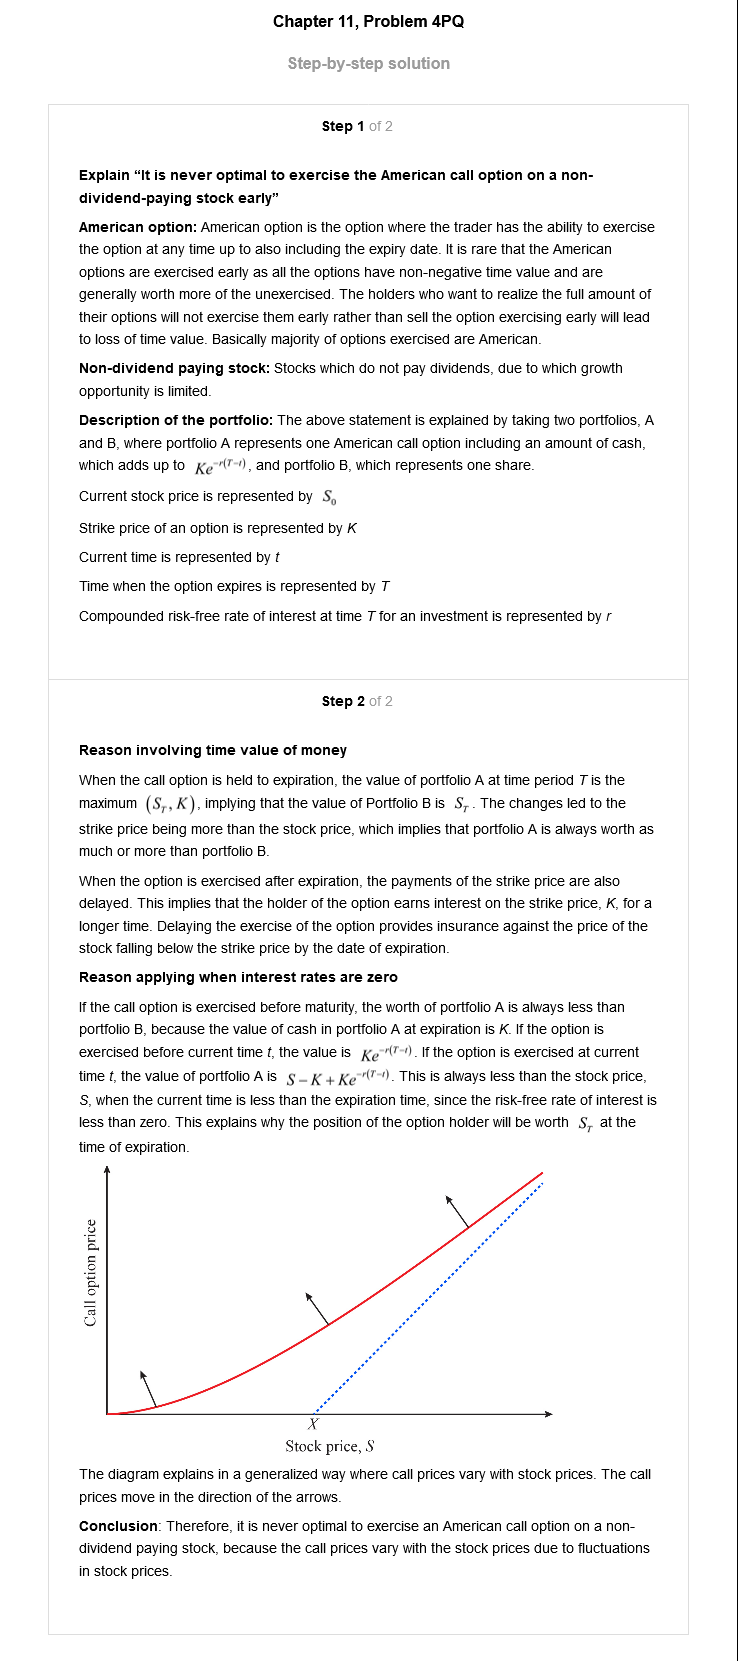 Chapter 11, Problem 4PQ
Step-by-step solution
Step 1 of 2
Explain “It is never optimal to exercise the American call option on a non-
dividend-paying stock early”
American option: American option is the option where the trader has the ability to exercise
the option at any time up to also including the expiry date. It is rare that the American
options are exercised early as all the options have non-negative time value and are
generally worth more of the unexercised. The holders who want to realize the full amount of
their options will not exercise them early rather than sell the option exercising early will lead
to loss of time value. Basically majority of options exercised are American.
Non-dividend paying stock: Stocks which do not pay dividends, due to which growth
opportunity is limited.
Description of the portfolio: The above statement is explained by taking two portfolios, A
and B, where portfolio A represents one American call option including an amount of cash,
which adds up to Ke^{-r(T-t)}, and portfolio B, which represents one share.
Current stock price is represented by S_0
Strike price of an option is represented by K
Current time is represented by t
Time when the option expires is represented by T
Compounded risk-free rate of interest at time T for an investment is represented by r
Step 2 of 2
Reason involving time value of money
When the call option is held to expiration, the value of portfolio A at time period T is the
maximum (S_T, K), implying that the value of Portfolio B is S_T. The changes led to the
strike price being more than the stock price, which implies that portfolio A is always worth as
much or more than portfolio B.
When the option is exercised after expiration, the payments of the strike price are also
delayed. This implies that the holder of the option earns interest on the strike price, K, for a
longer time. Delaying the exercise of the option provides insurance against the price of the
stock falling below the strike price by the date of expiration.
Reason applying when interest rates are zero
If the call option is exercised before maturity, the worth of portfolio A is always less than
portfolio B, because the value of cash in portfolio A at expiration is K. If the option is
exercised before current time t, the value is Ke^{-r(T-t)}. If the option is exercised at current
time t, the value of portfolio A is S-K+Ke^{-r(T-t)}. This is always less than the stock price,
S, when the current time is less than the expiration time, since the risk-free rate of interest is
less than zero. This explains why the position of the option holder will be worth S_T at the
time of expiration.
Call option price
X
Stock price, S
The diagram explains in a generalized way where call prices vary with stock prices. The call
prices move in the direction of the arrows.
Conclusion: Therefore, it is never optimal to exercise an American call option on a non-
dividend paying stock, because the call prices vary with the stock prices due to fluctuations
in stock prices.